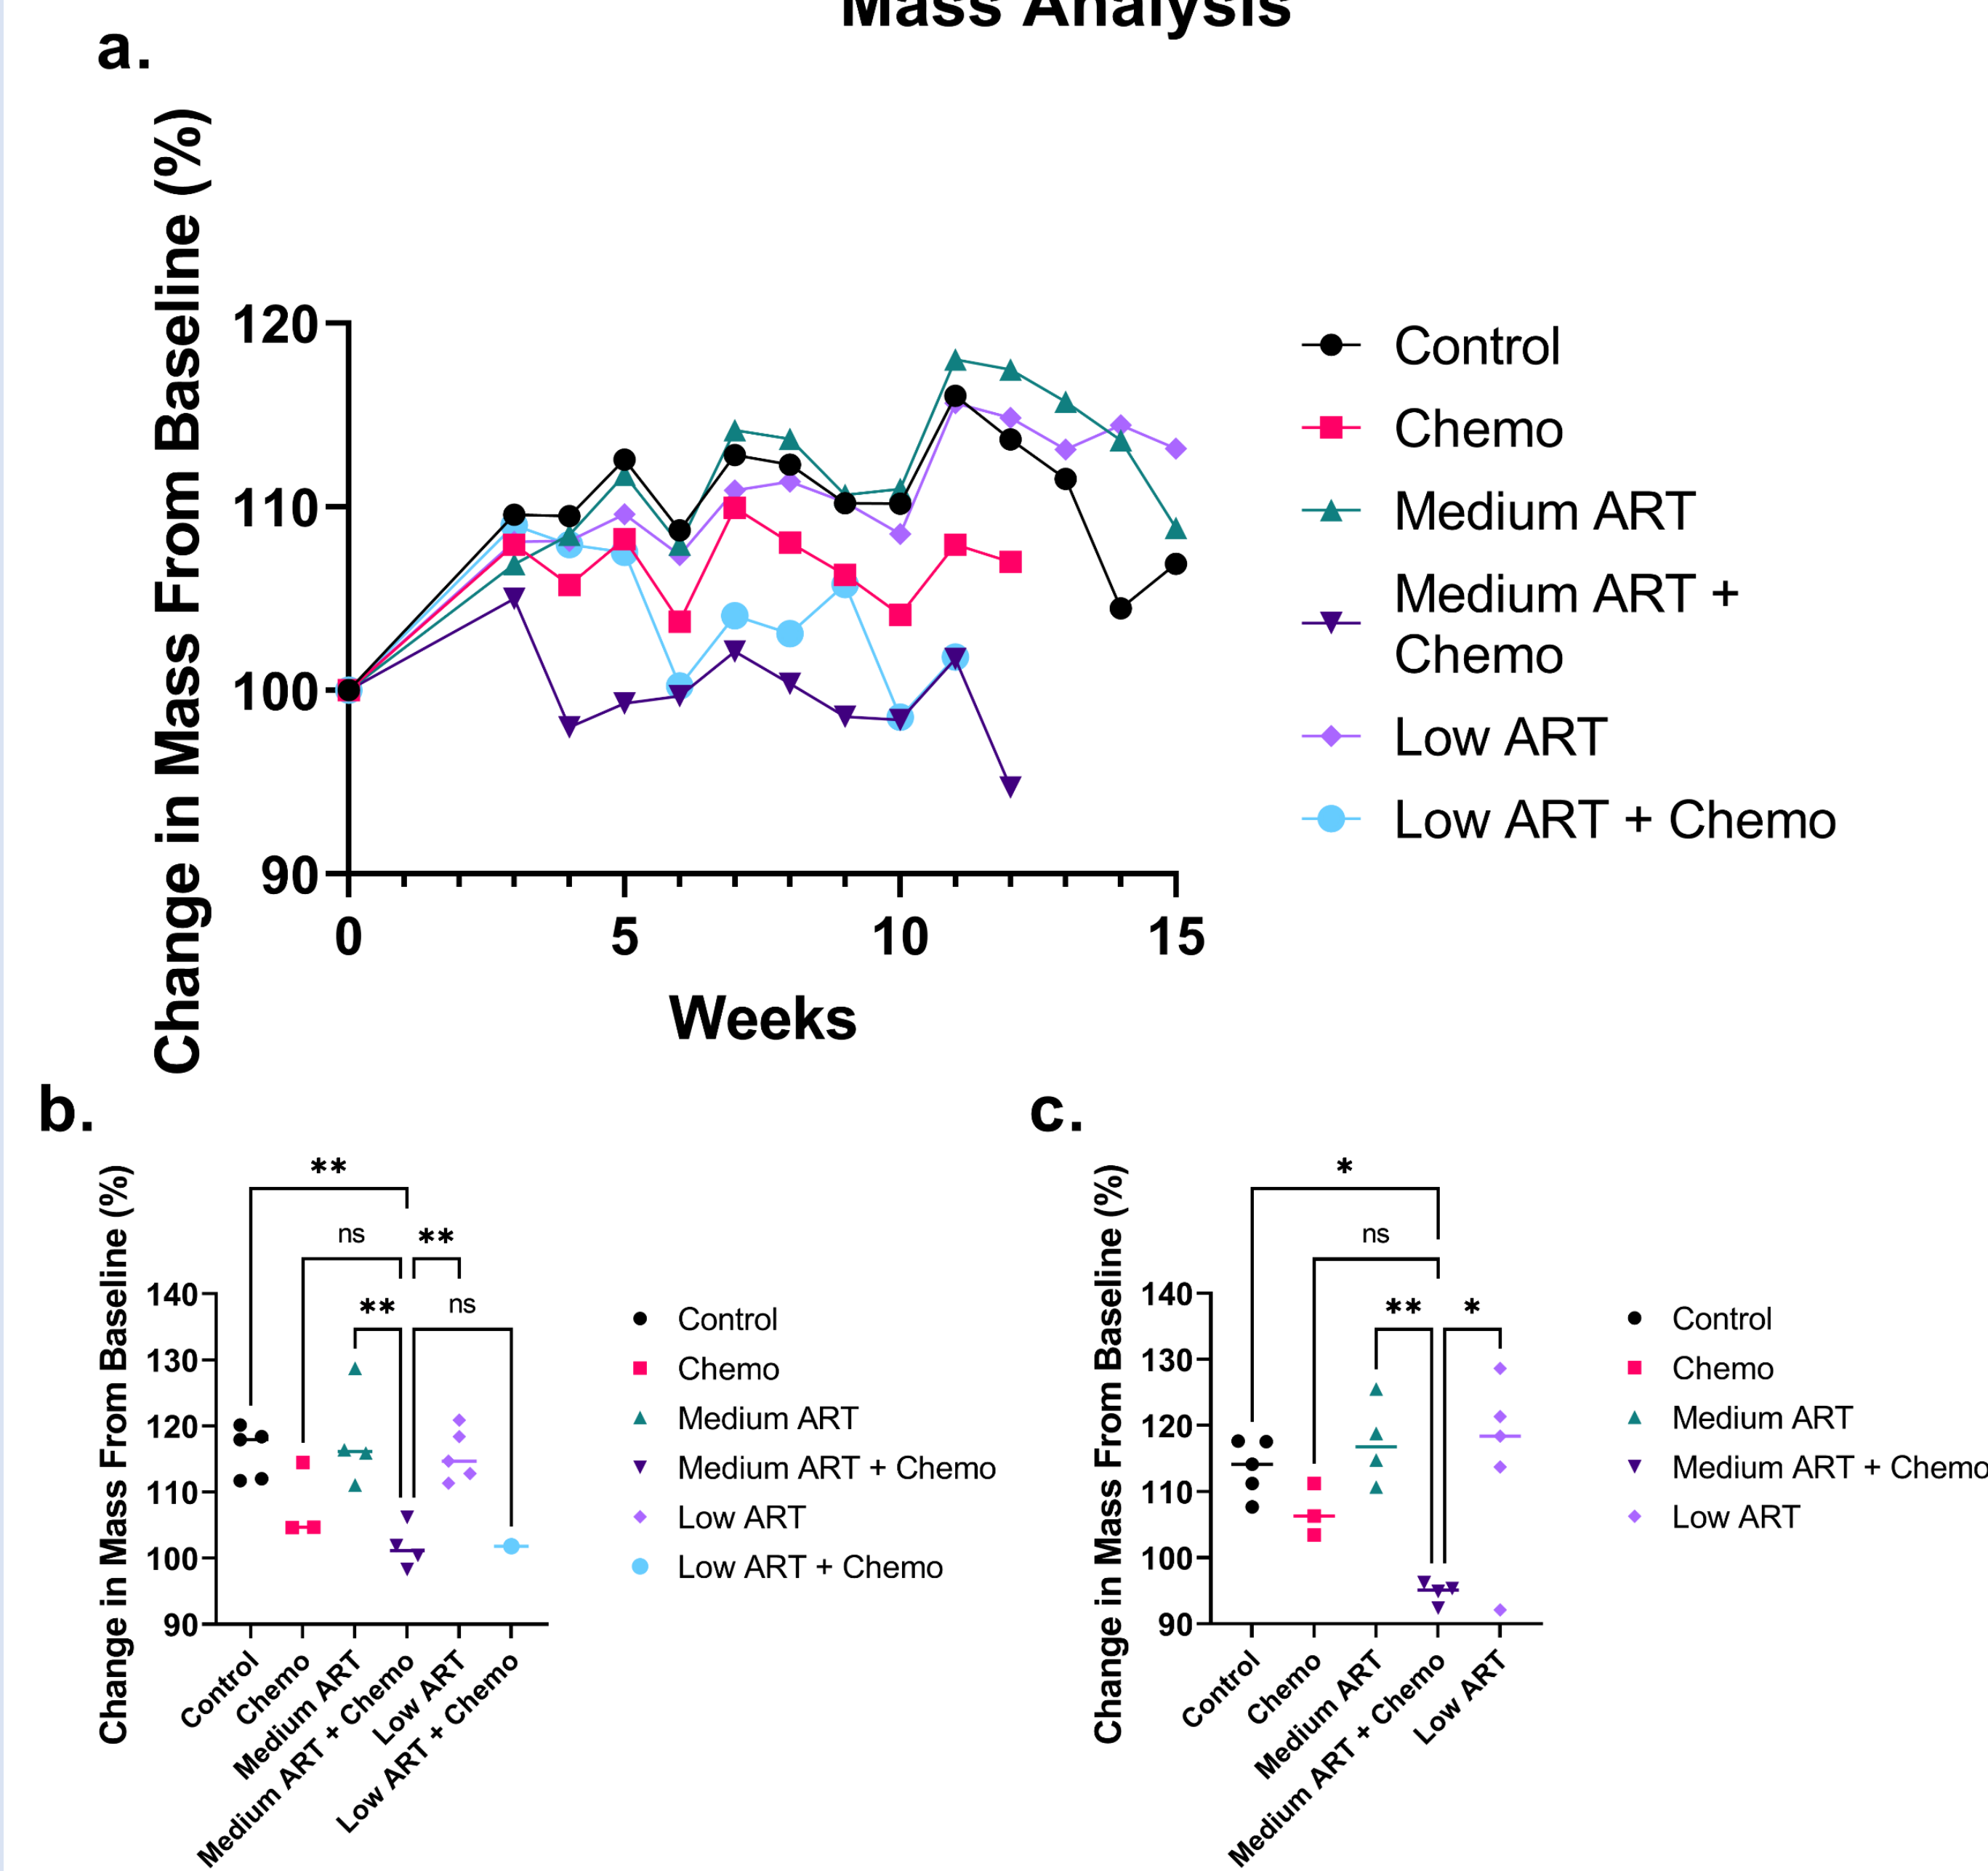 Mass Analysis
a.
Change in Mass From Baseline (%)
120
110
100
90
0
5
10
15
Weeks
Control
Chemo
Medium ART
Medium ART +
Chemo
Low ART
Low ART + Chemo
b.
Change in Mass From Baseline (%)
**
ns
**
**
ns
140
130
120
110
100
90
Control
Chemo
Medium ART
Medium ART + Chemo
Low ART
Low ART + Chemo
Control
Chemo
Medium ART
Medium ART + Chemo
Low ART
Low ART + Chemo
c.
Change in Mass From Baseline (%)
*
ns
**
*
140
130
120
110
100
90
Control
Chemo
Medium ART
Medium ART + Chemo
Low ART
Control
Chemo
Medium ART
Medium ART + Chemo
Low ART